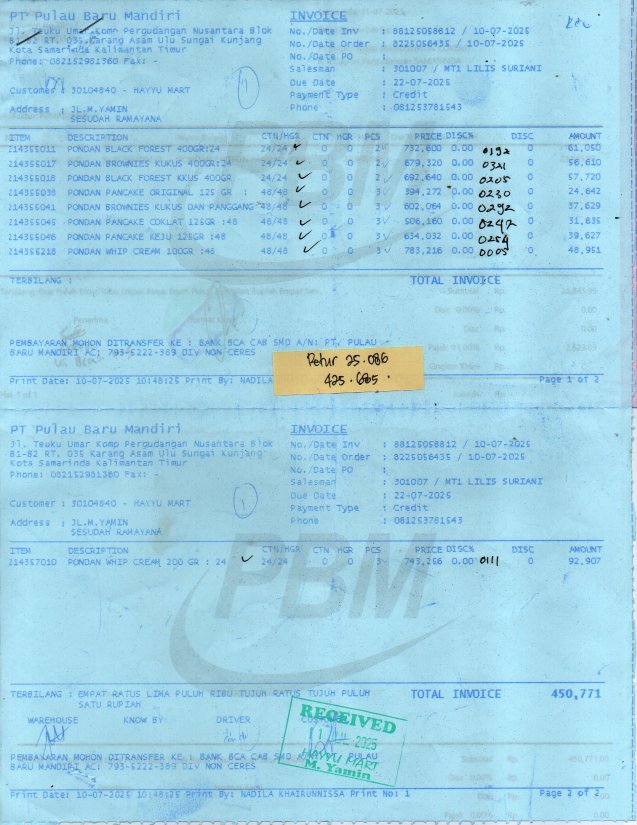 PT Pulau Baru Mandiri
Jl. Teuku Umar Komp Pergudangan Nusantara Blok
B1-B2 RT. 035 Karang Asam Ulu Sungai Kunjang
Kota Samarinda Kalimantan Timur
Phone: 082152981360 Fax: -
Customer : 30104840 - HAYYU MART
Address : JL.M.YAMIN
SESUDAH RAMAYANA
1
INVOICE
No./Date Inv : 88125058812 / 10-07-2025
No./Date Order : 8225056435 / 10-07-2025
No./Date PO :
Salesman : 301007 / MT1 LILIS SURIANI
Due Date : 22-07-2025
Payment Type : Credit
Phone : 081253781543
ITEM DESCRIPTION CTN/HGR CTN HGR PCS PRICE DISC% DISC AMOUNT
214355011 PONDAN BLACK FOREST 400GR:24 24/24 0 0 2 732,600 0.00 0192 0 61,050
214355017 PONDAN BROWNIES KUKUS 400GR:24 24/24 0 0 2 679,320 0.00 0321 0 56,610
214355018 PONDAN BLACK FOREST KKUS 400GR 24/24 0 0 2 692,640 0.00 0205 0 57,720
214355038 PONDAN PANCAKE ORIGINAL 125 GR : 48/48 0 0 3 394,272 0.00 0230 0 24,642
214355041 PONDAN BROWNIES KUKUS DAN PANGGANG 48/48 0 0 3 602,064 0.00 0292 0 37,629
214355045 PONDAN PANCAKE COKLAT 125GR :48 48/48 0 0 3 506,160 0.00 0247 0 31,635
214355046 PONDAN PANCAKE KEJU 125GR :48 48/48 0 0 3 634,032 0.00 0254 0 39,627
214355218 PONDAN WHIP CREAM 100GR :48 48/48 0 0 3 783,216 0.00 0005 0 48,951
TERBILANG : TOTAL INVOICE
PEMBAYARAN MOHON DITRANSFER KE : BANK BCA CAB SMD A/N: PT. PULAU
BARU MANDIRI AC: 793-5222-389 DIV NON CERES
Retur 25.086
425.685.
Print Date: 10-07-2025 10:48:25 Print By: NADILA Page 1 of 2
PT Pulau Baru Mandiri
Jl. Teuku Umar Komp Pergudangan Nusantara Blok
B1-B2 RT. 035 Karang Asam Ulu Sungai Kunjang
Kota Samarinda Kalimantan Timur
Phone: 082152981360 Fax: -
Customer : 30104840 - HAYYU MART
Address : JL.M.YAMIN
SESUDAH RAMAYANA
1
INVOICE
No./Date Inv : 88125058812 / 10-07-2025
No./Date Order : 8225056435 / 10-07-2025
No./Date PO :
Salesman : 301007 / MT1 LILIS SURIANI
Due Date : 22-07-2025
Payment Type : Credit
Phone : 081253781543
ITEM DESCRIPTION CTN/HGR CTN HGR PCS PRICE DISC% DISC AMOUNT
214357010 PONDAN WHIP CREAM 200 GR : 24 24/24 0 0 3 743,256 0.00 0111 0 92,907
PBM
TERBILANG : EMPAT RATUS LIMA PULUH RIBU TUJUH RATUS TUJUH PULUH
SATU RUPIAH
TOTAL INVOICE 450,771
WAREHOUSE KNOW BY DRIVER
RECEIVED
2025
HAYYU MART
M. Yamin
PEMBAYARAN MOHON DITRANSFER KE : BANK BCA CAB SMD PULAU
BARU MANDIRI AC: 793-5222-389 DIV NON CERES
Print Date: 10-07-2025 10:48:25 Print By: NADILA KHAIRUNNISSA Print No: 1 Page 2 of 2